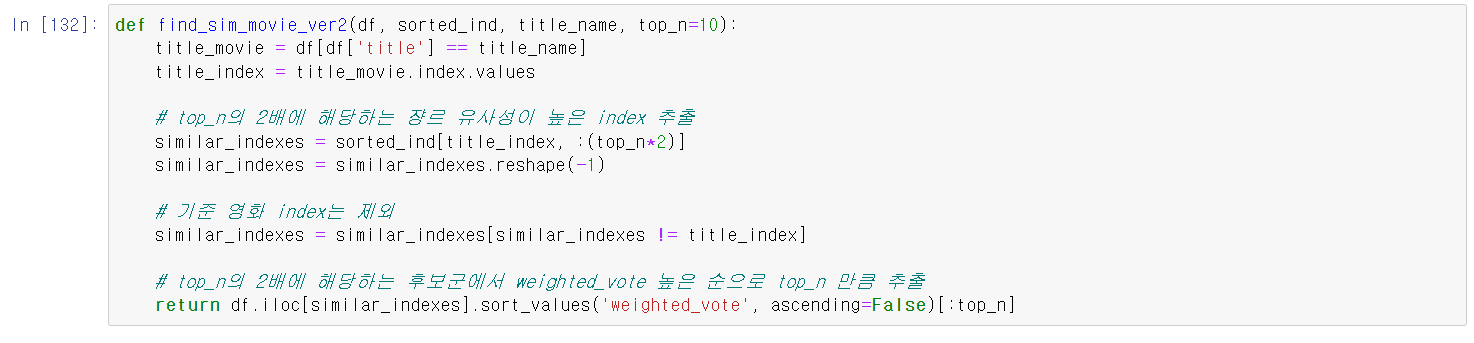 In [132]: def find_sim_movie_ver2(df, sorted_ind, title_name, top_n=10):
    title_movie = df[df['title'] == title_name]
    title_index = title_movie.index.values
    # top_n의 2배에 해당하는 쟝르 유사성이 높은 index 추출
    similar_indexes = sorted_ind[title_index, :(top_n*2)]
    similar_indexes = similar_indexes.reshape(-1)
    # 기준 영화 index는 제외
    similar_indexes = similar_indexes[similar_indexes != title_index]
    # top_n의 2배에 해당하는 후보군에서 weighted_vote 높은 순으로 top_n 만큼 추출
    return df.iloc[similar_indexes].sort_values('weighted_vote', ascending=False)[:top_n]